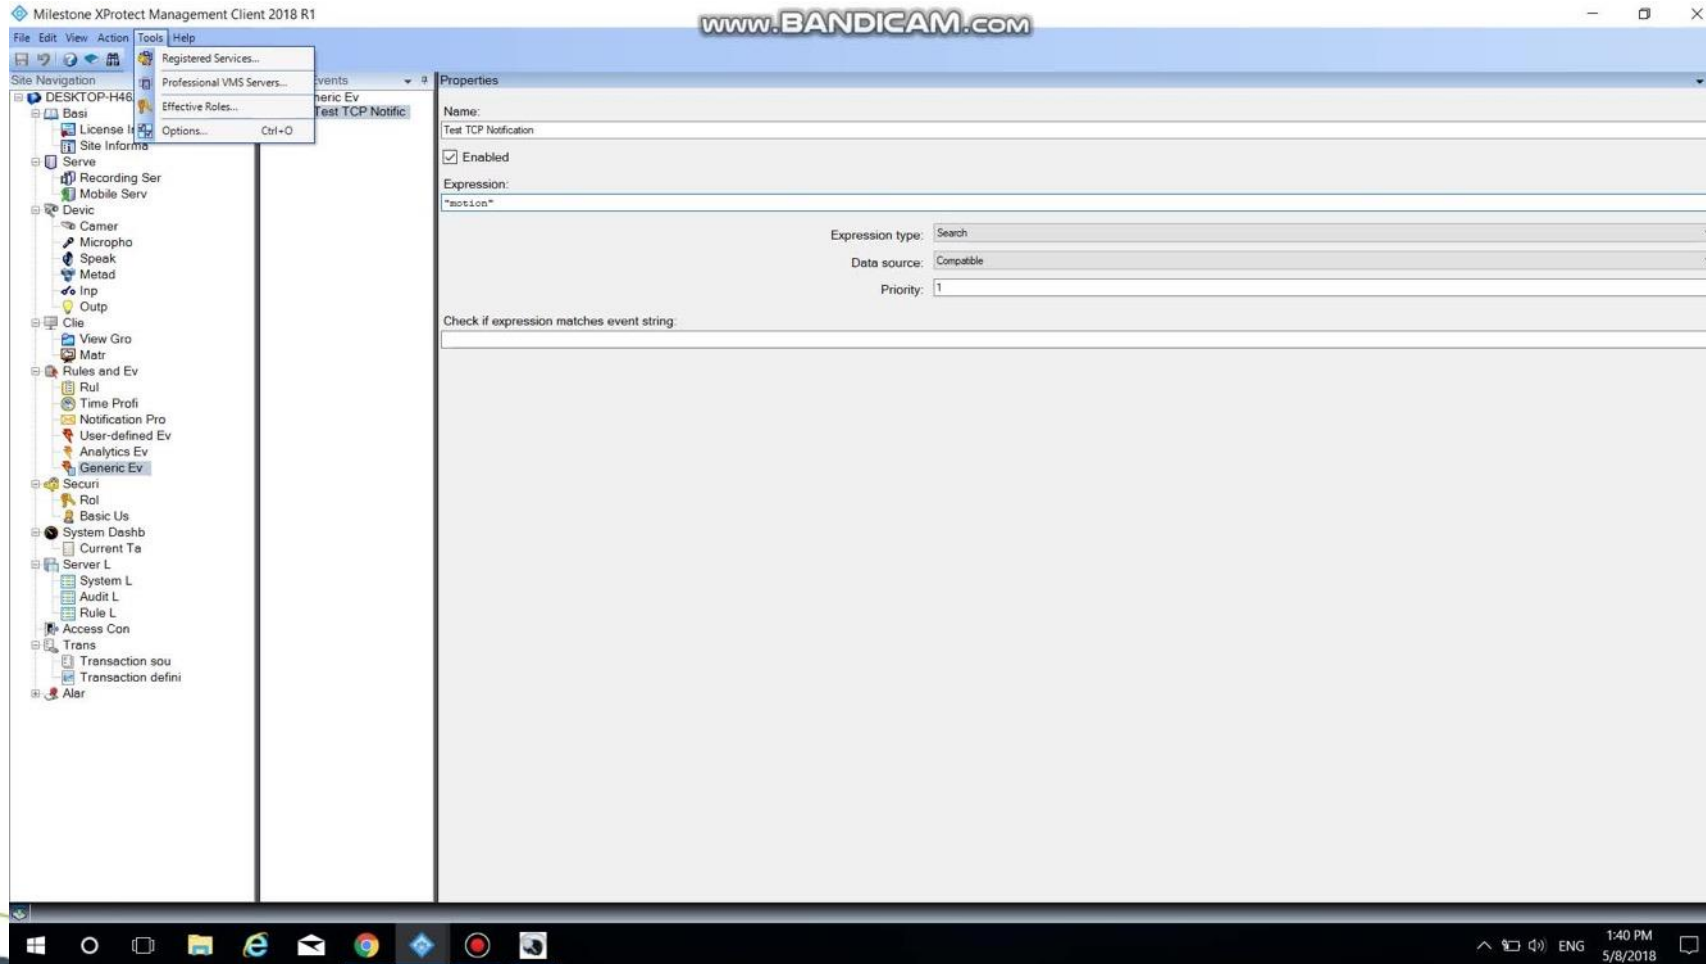 Milestone XProtect Management Client 2018 R1
www.BANDICAM.com
File Edit View Action Tools Help
Registered Services...
Professional VMS Servers...
Effective Roles...
Options... Ctrl+O
Site Navigation
DESKTOP-H46
Basi
License I
Site Informa
Serve
Recording Ser
Mobile Serv
Devic
Camer
Micropho
Speak
Metad
Inp
Outp
Clie
View Gro
Matr
Rules and Ev
Rul
Time Profi
Notification Pro
User-defined Ev
Analytics Ev
Generic Ev
Securi
Rol
Basic Us
System Dashb
Current Ta
Server L
System L
Audit L
Rule L
Access Con
Trans
Transaction sou
Transaction defini
Alar
vents
neric Ev
Test TCP Notific
Properties
Name:
Test TCP Notification
Enabled
Expression:
"motion"
Expression type: Search
Data source: Compatible
Priority: 1
Check if expression matches event string:
ENG
1:40 PM
5/8/2018